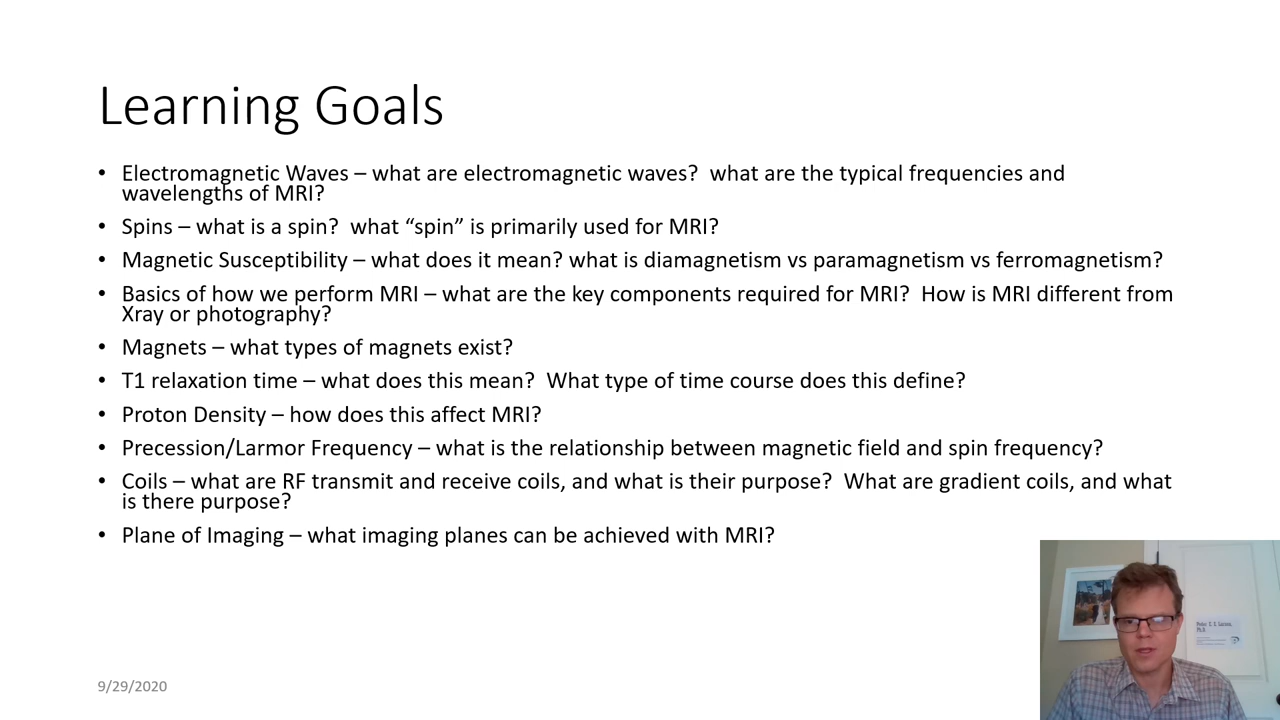 Learning Goals
• Electromagnetic Waves – what are electromagnetic waves?  what are the typical frequencies and
wavelengths of MRI?
• Spins – what is a spin?  what “spin” is primarily used for MRI?
• Magnetic Susceptibility – what does it mean? what is diamagnetism vs paramagnetism vs ferromagnetism?
• Basics of how we perform MRI – what are the key components required for MRI?  How is MRI different from
Xray or photography?
• Magnets – what types of magnets exist?
• T1 relaxation time – what does this mean?  What type of time course does this define?
• Proton Density – how does this affect MRI?
• Precession/Larmor Frequency – what is the relationship between magnetic field and spin frequency?
• Coils – what are RF transmit and receive coils, and what is their purpose?  What are gradient coils, and what
is there purpose?
• Plane of Imaging – what imaging planes can be achieved with MRI?
Ph.D.
9/29/2020